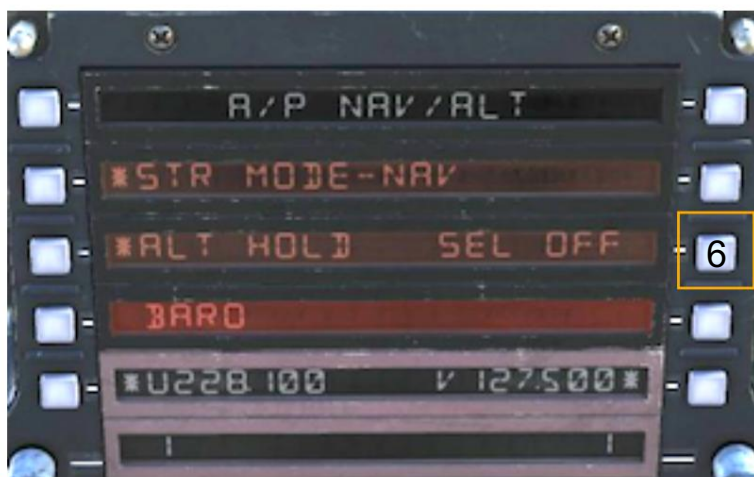 A/P NAV/ALT
*STR MODE-NAV
*ALT HOLD SEL OFF
6
BARO
*U228.100 V 127.500*